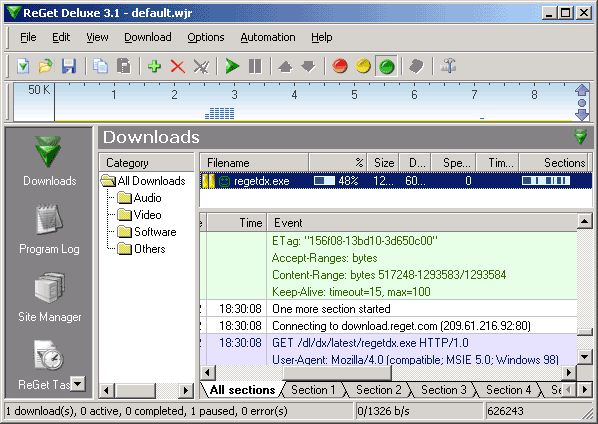 ReGet Deluxe 3.1 - default.wjr
File Edit View Download Options Automation Help
50 K 1 2 3 4 5 6 7 8
Downloads
Program Log
Site Manager
ReGet Tas
Downloads
Category
All Downloads
Audio
Video
Software
Others
Filename % Size D... Spe... Tim... Sections
regetdx.exe 48% 12... 60... 0
Time Event
ETag: "156f08-13bd10-3d650c00"
Accept-Ranges: bytes
Content-Range: bytes 517248-1293583/1293584
Keep-Alive: timeout=15, max=100
18:30:08 One more section started
18:30:08 Connecting to download.reget.com (209.61.216.92:80)
18:30:08 GET /dl/dx/latest/regetdx.exe HTTP/1.0
User-Agent: Mozilla/4.0 (compatible; MSIE 5.0; Windows 98)
All sections Section 1 Section 2 Section 3 Section 4 Se
1 download(s), 0 active, 0 completed, 1 paused, 0 error(s) 0/1326 b/s 626243